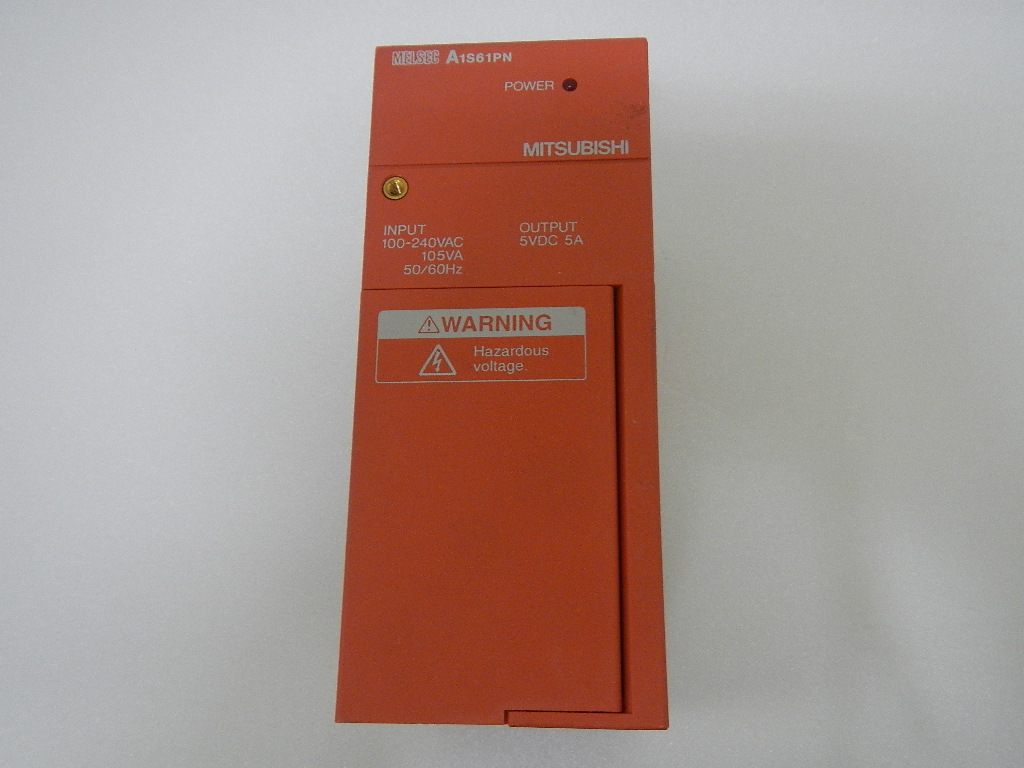 MELSEC A1S61PN
POWER
MITSUBISHI
INPUT
100-240VAC
105VA
50/60Hz
OUTPUT
5VDC 5A
WARNING
Hazardous
voltage.